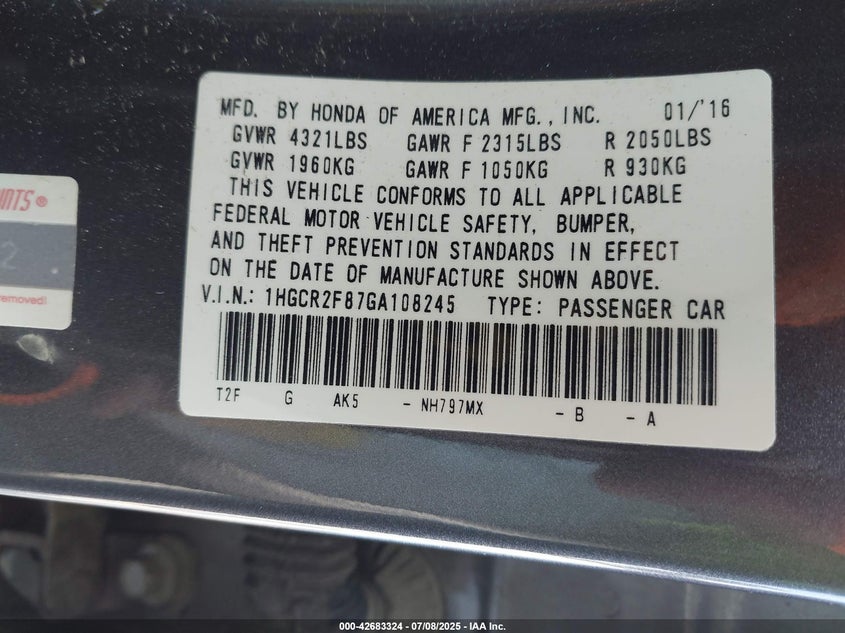 MFD. BY HONDA OF AMERICA MFG., INC. 01/'16
GVWR 4321LBS GAWR F 2315LBS R 2050LBS
GVWR 1960KG GAWR F 1050KG R 930KG
THIS VEHICLE CONFORMS TO ALL APPLICABLE
FEDERAL MOTOR VEHICLE SAFETY, BUMPER,
AND THEFT PREVENTION STANDARDS IN EFFECT
ON THE DATE OF MANUFACTURE SHOWN ABOVE.
V.I.N.: 1HGCR2F87GA108245 TYPE: PASSENGER CAR
T2F G AK5 - NH797MX - B - A
2
removed!
000-42683324 | 07/08/2025 - IAA Inc.